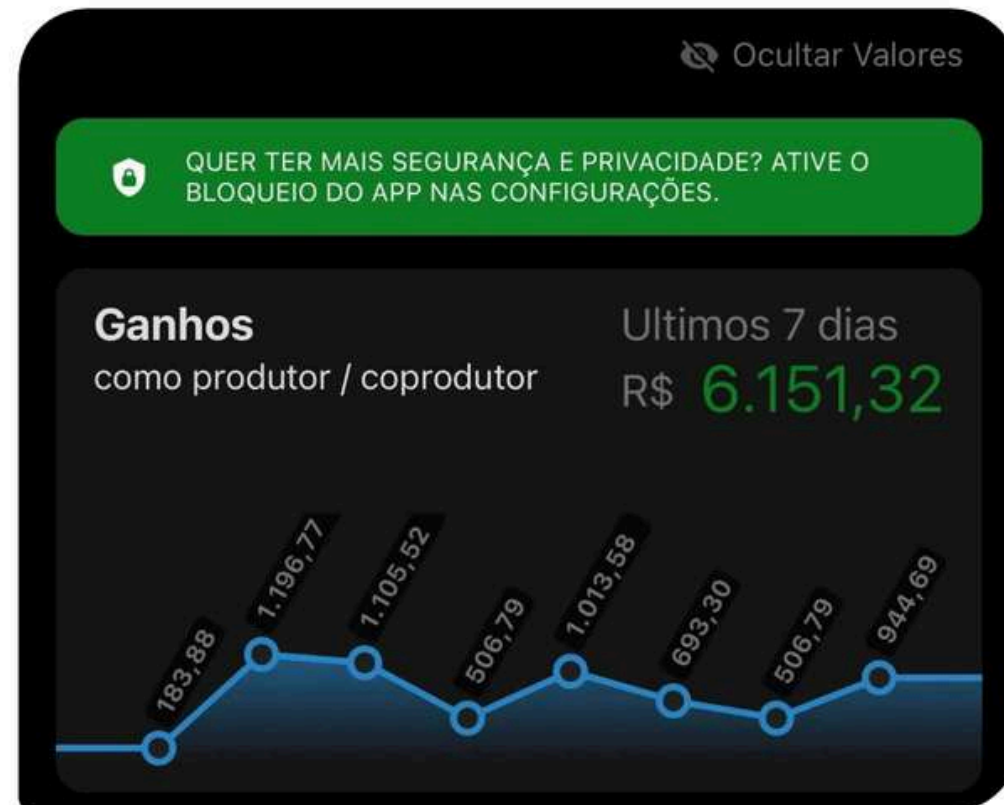 Ocultar Valores
QUER TER MAIS SEGURANÇA E PRIVACIDADE? ATIVE O
BLOQUEIO DO APP NAS CONFIGURAÇÕES.
Ganhos
Ultimos 7 dias
como produtor / coprodutor
R$ 6.151,32
183,88
1.196,77
1.105,52
506,79
1.013,58
693,30
506,79
944,69